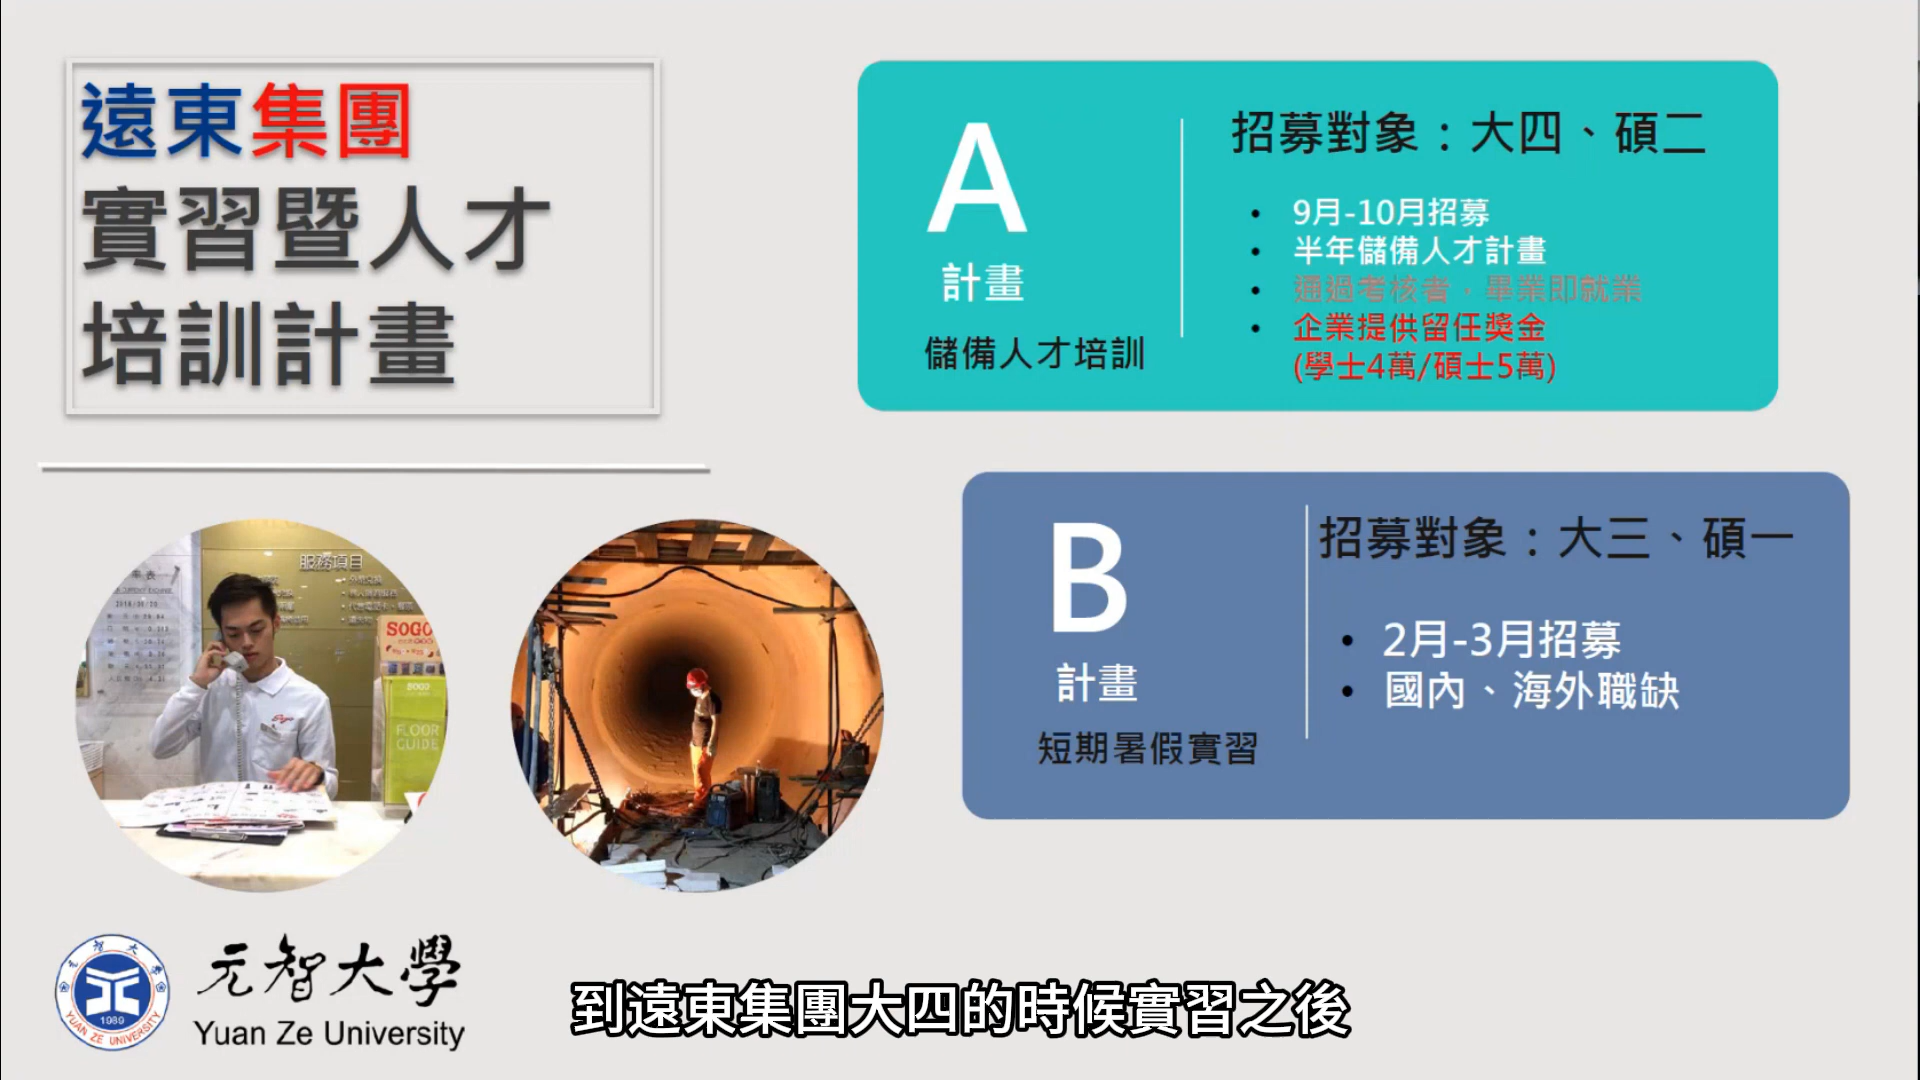 遠東集團
實習暨人才
培訓計畫
A
計畫
儲備人才培訓
招募對象：大四、碩二
• 9月-10月招募
• 半年儲備人才計畫
• 通過考核者，畢業即就業
• 企業提供留任獎金
(學士4萬/碩士5萬)
B
計畫
短期暑假實習
招募對象：大三、碩一
• 2月-3月招募
• 國內、海外職缺
服務項目
SOGO
SOGO
FLOOR
GUIDE
元智大學
1989
YUAN ZE UNIVERSITY
元智大學
Yuan Ze University
到遠東集團大四的時候實習之後